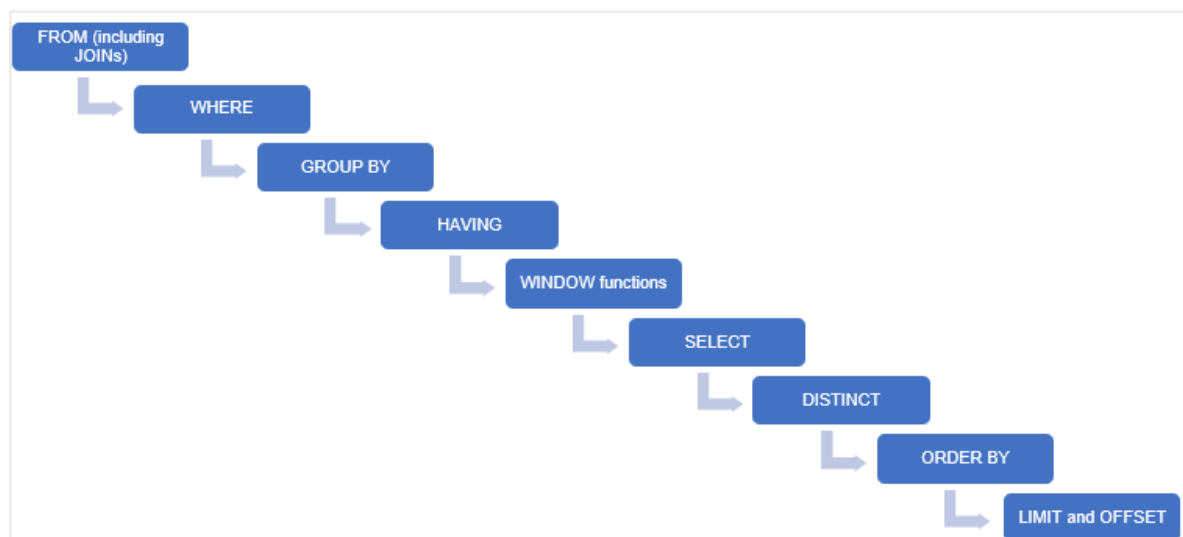 FROM (including
JOINs)
WHERE
GROUP BY
HAVING
WINDOW functions
SELECT
DISTINCT
ORDER BY
LIMIT and OFFSET